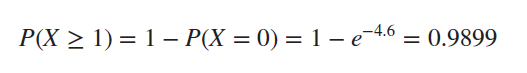 P(X ≥ 1) = 1 − P(X = 0) = 1 − e^{−4.6} = 0.9899